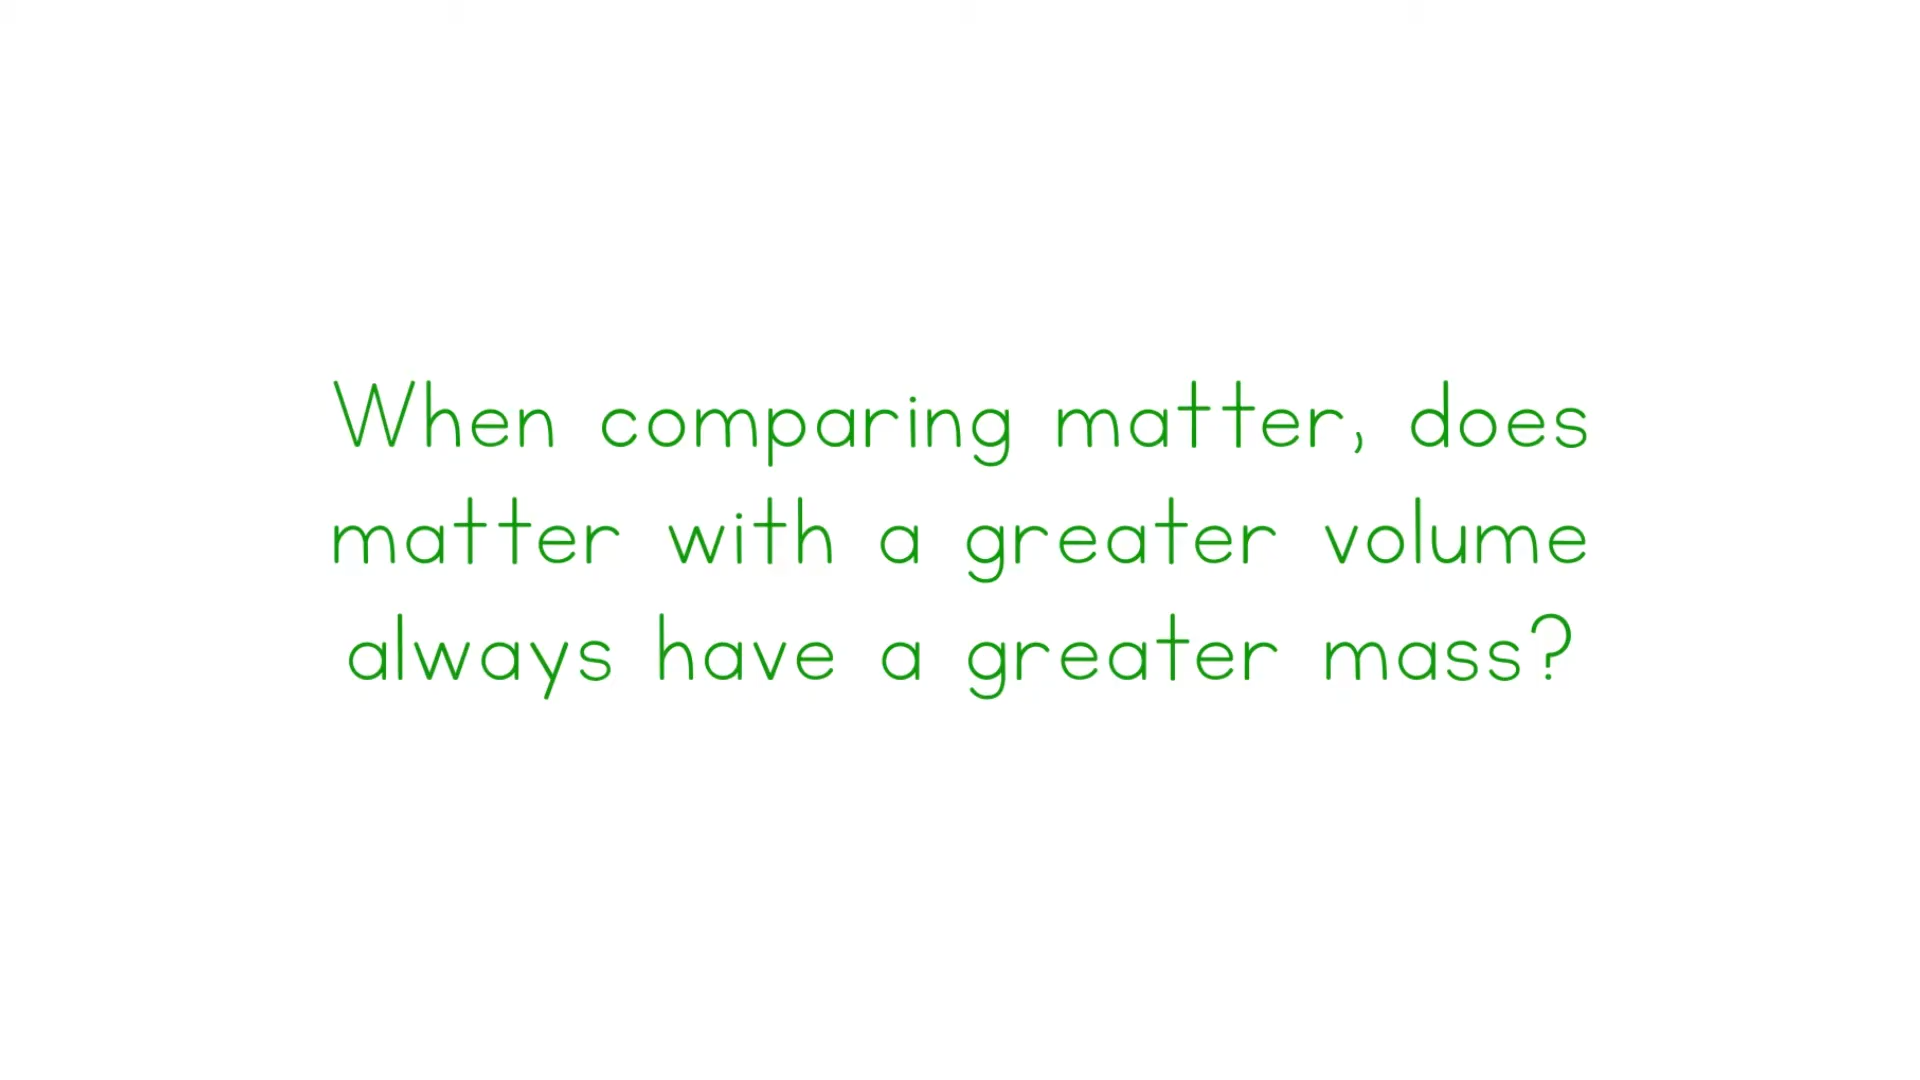 When comparing matter, does
matter with a greater volume
always have a greater mass?